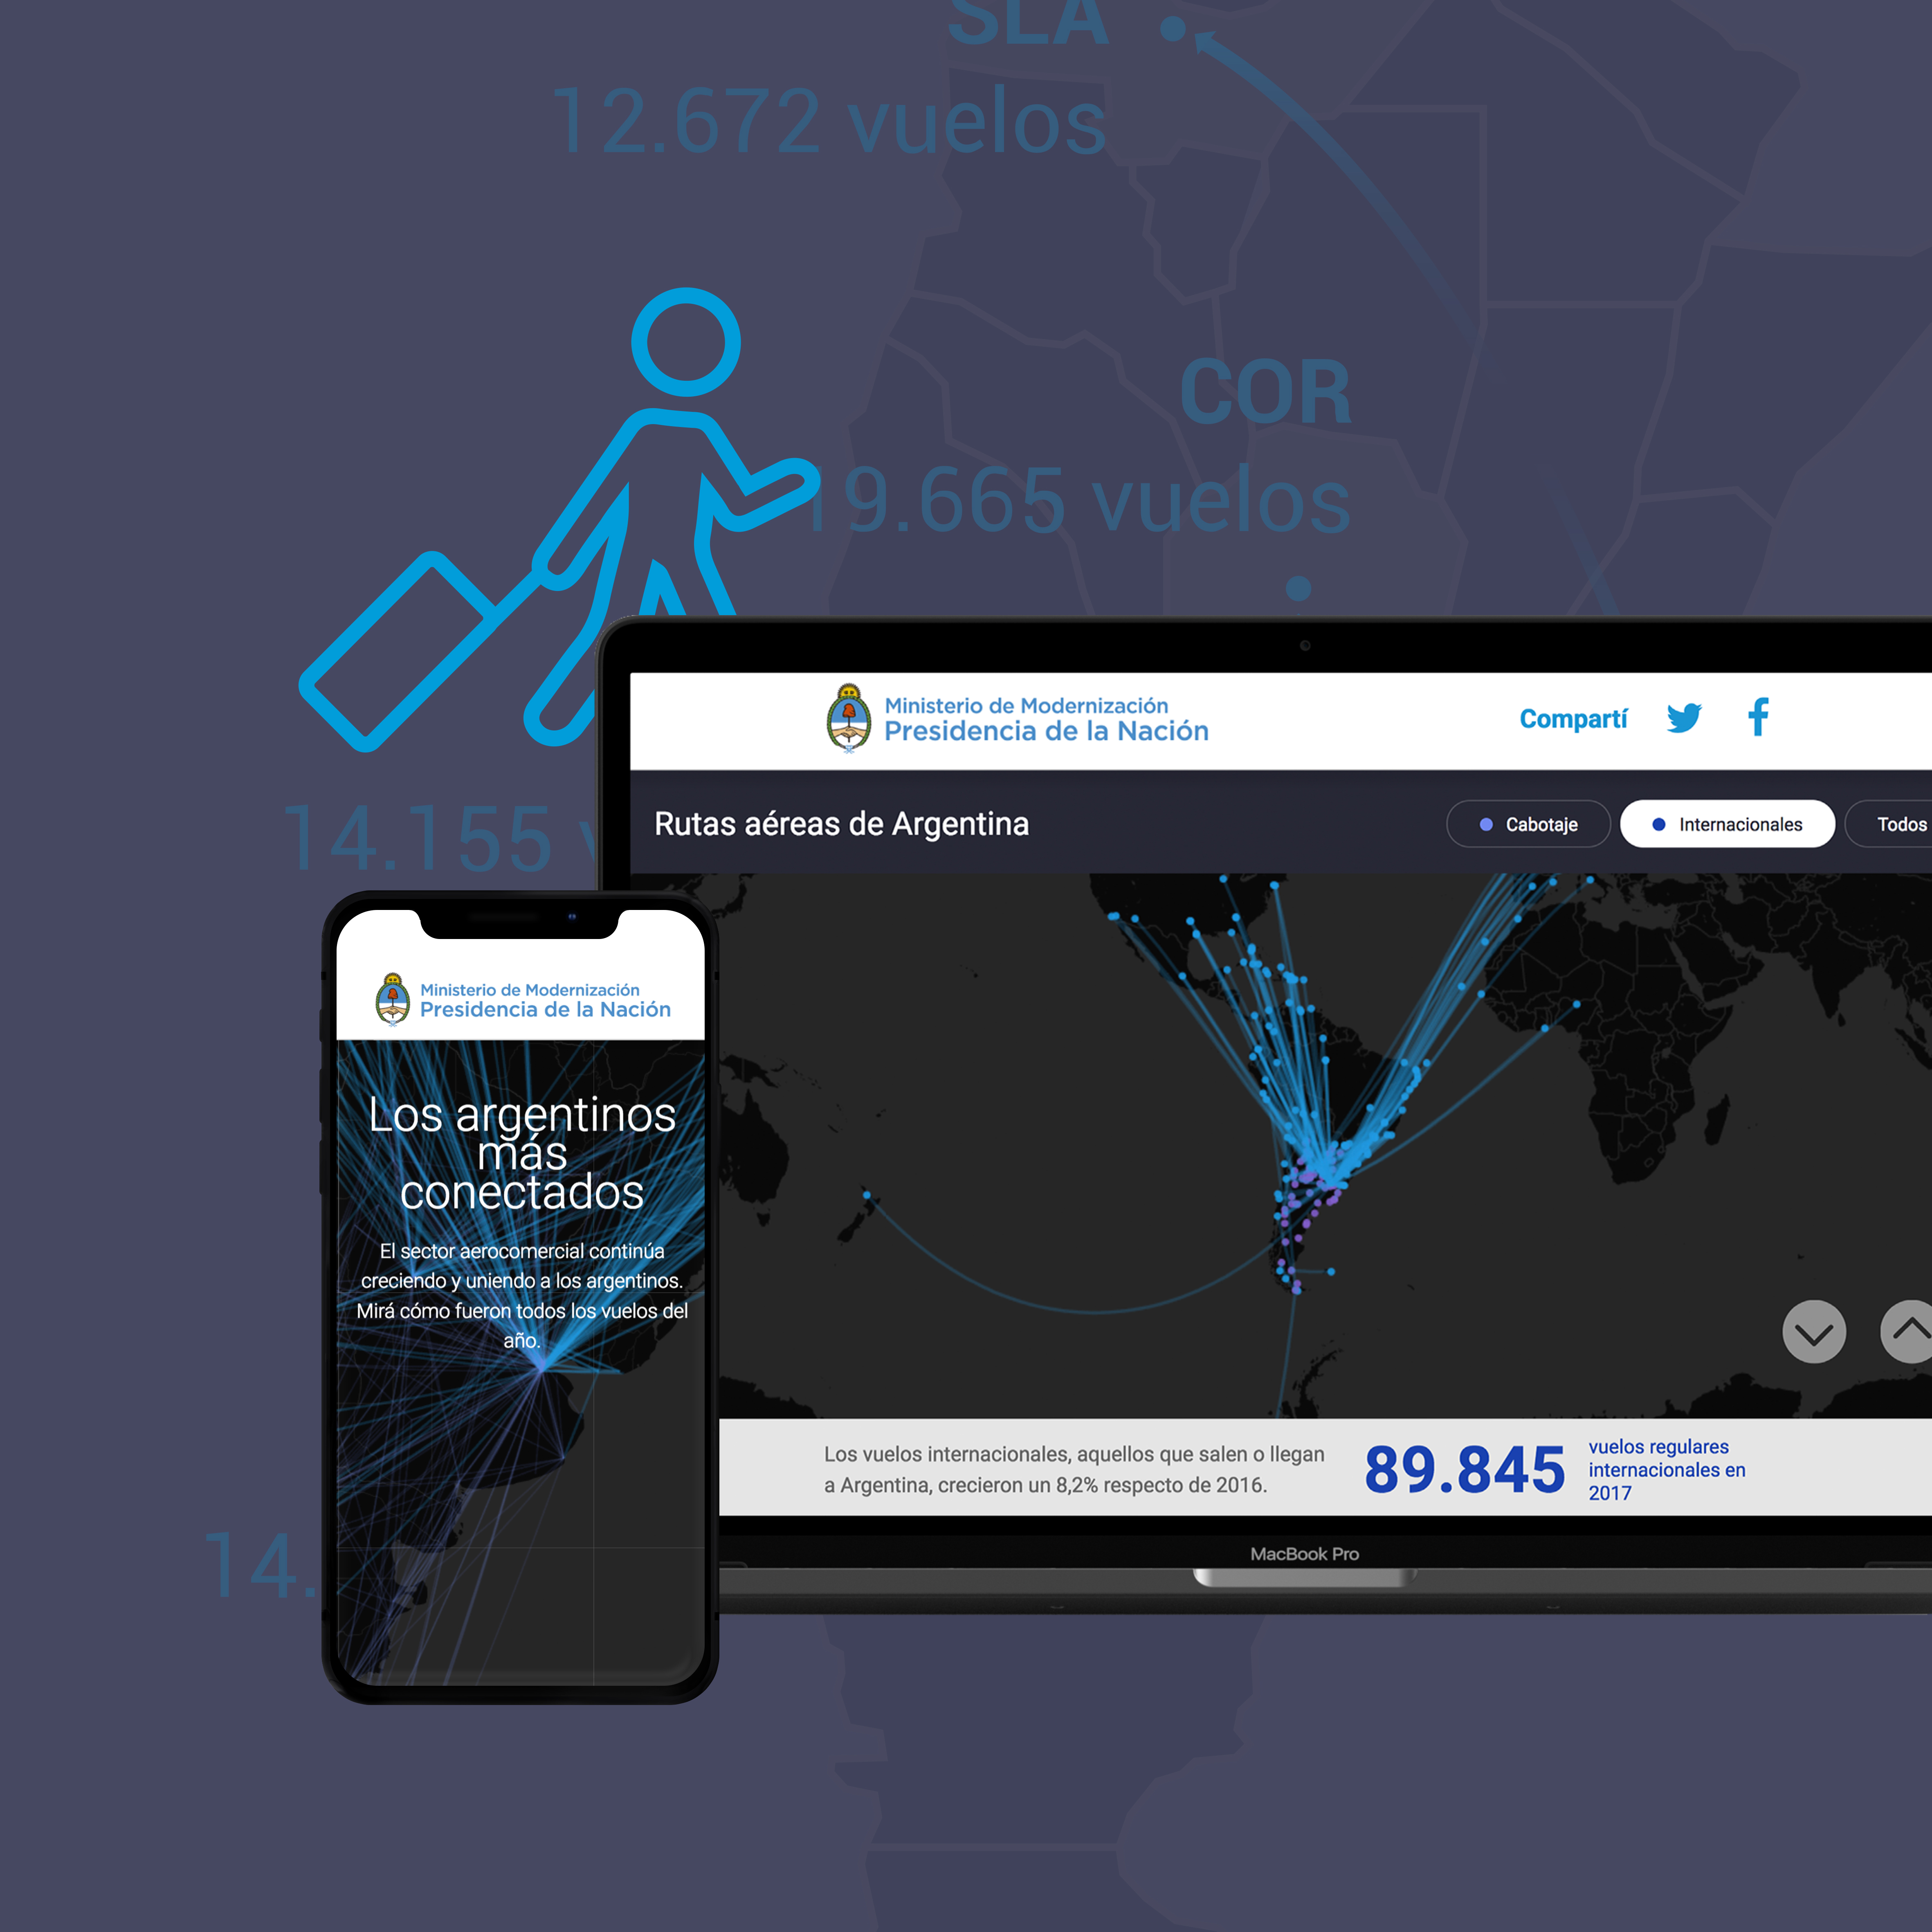 SLA
12.672 vuelos
COR
19.665 vuelos
14.155
14.
Ministerio de Modernización
Presidencia de la Nación
Compartí
Rutas aéreas de Argentina
Cabotaje
Internacionales
Todos
Los vuelos internacionales, aquellos que salen o llegan
a Argentina, crecieron un 8,2% respecto de 2016.
89.845
vuelos regulares
internacionales en
2017
MacBook Pro
Ministerio de Modernización
Presidencia de la Nación
Los argentinos
más
conectados
El sector aerocomercial continúa
creciendo y uniendo a los argentinos.
Mirá cómo fueron todos los vuelos del
año.